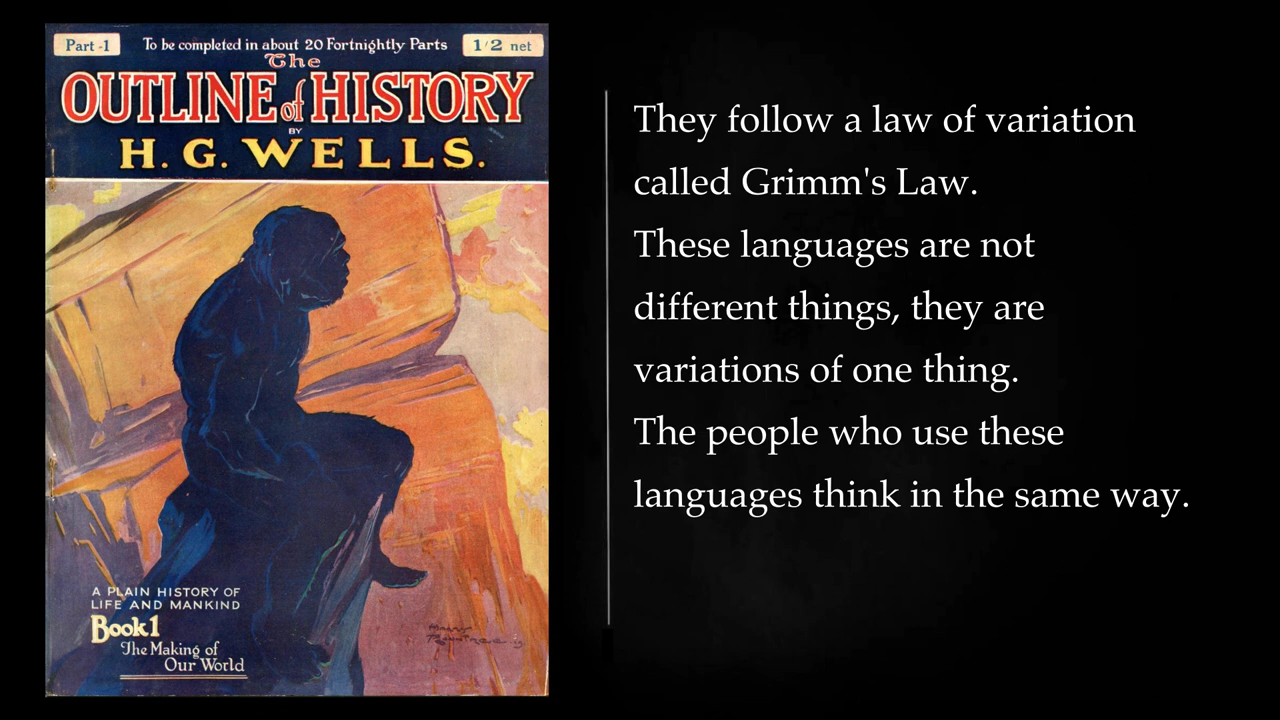 Part -1
To be completed in about 20 Fortnightly Parts
1/2 net
The
OUTLINE of HISTORY
BY
H. G. WELLS.
A PLAIN HISTORY OF
LIFE AND MANKIND
Book 1
The Making of
Our World
They follow a law of variation
called Grimm's Law.
These languages are not
different things, they are
variations of one thing.
The people who use these
languages think in the same way.